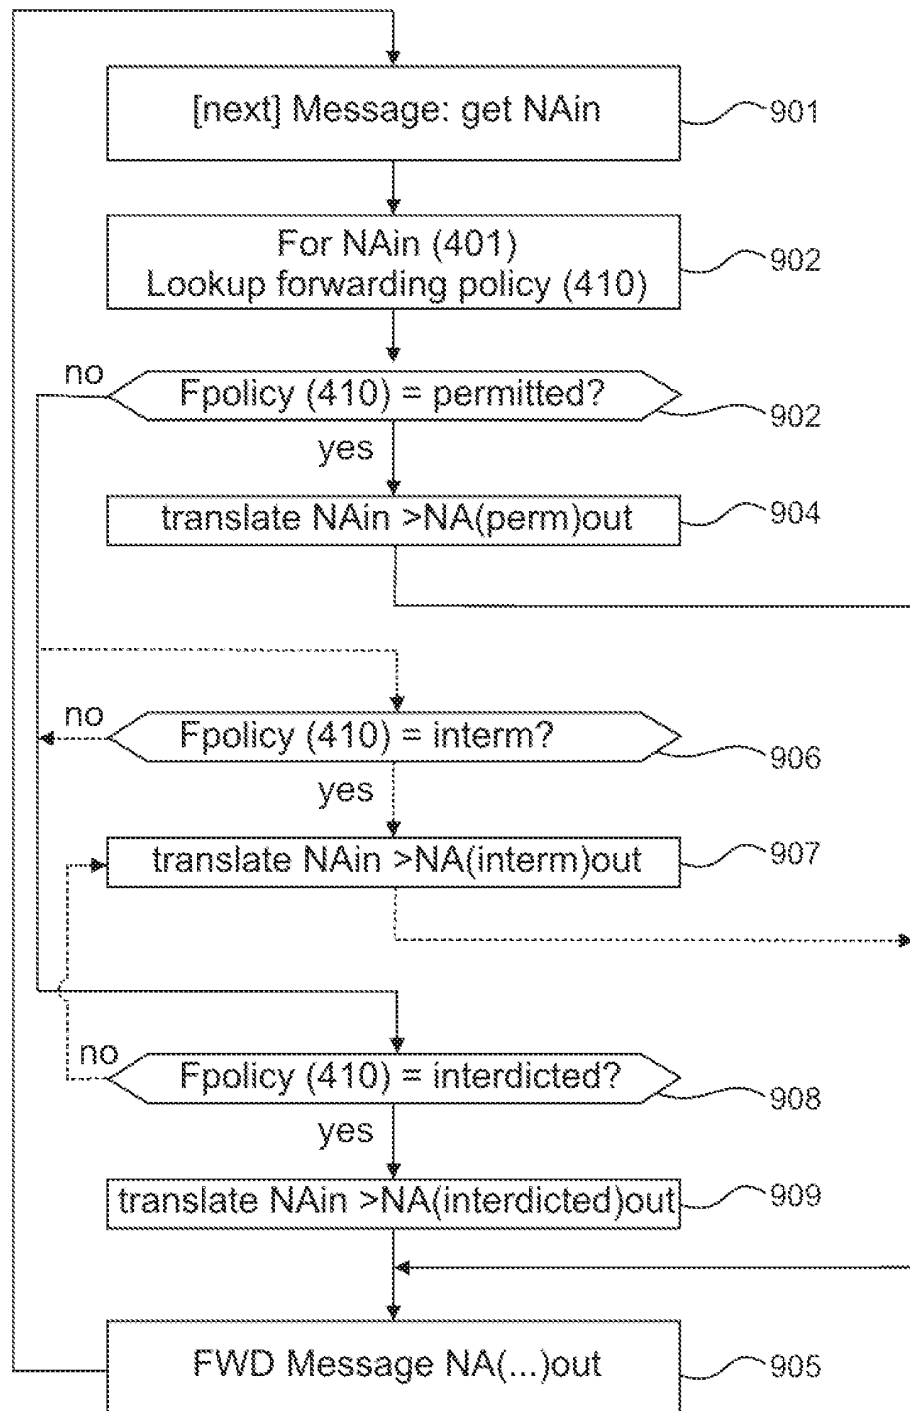 [next] Message: get NAin
901
For NAin (401)
Lookup forwarding policy (410)
902
no
Fpolicy (410) = permitted?
902
yes
translate NAin >NA(perm)out
904
no
Fpolicy (410) = interm?
906
yes
translate NAin >NA(interm)out
907
no
Fpolicy (410) = interdicted?
908
yes
translate NAin >NA(interdicted)out
909
FWD Message NA(...)out
905